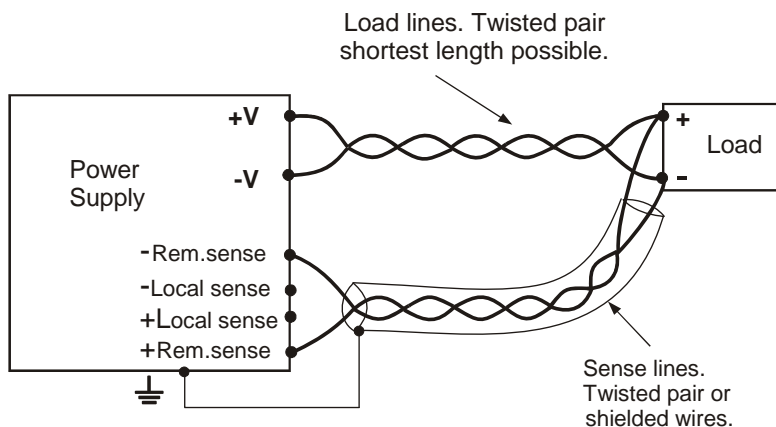 Load lines. Twisted pair
shortest length possible.
+V
-V
Power
Supply
-Rem.sense
-Local sense
+Local sense
+Rem.sense
+
Load
-
Sense lines.
Twisted pair or
shielded wires.